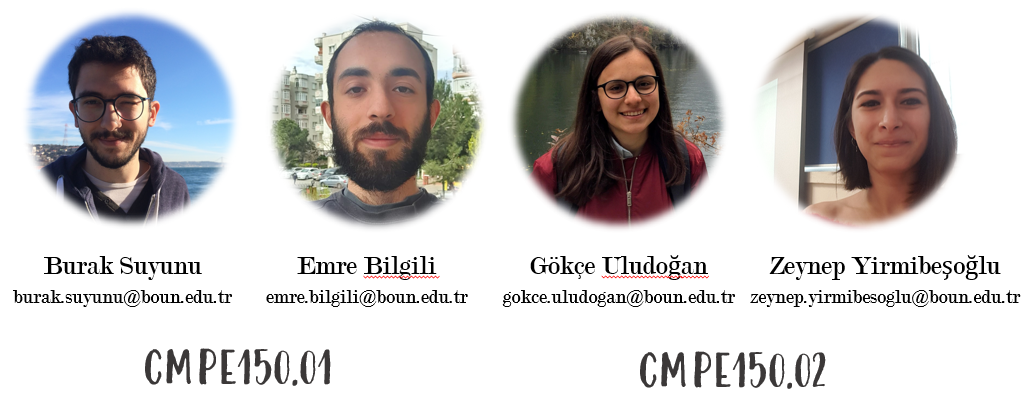 Burak Suyunu
Emre Bilgili
Gökçe Uludoğan
Zeynep Yirmibeşoğlu
burak.suyunu@boun.edu.tr
emre.bilgili@boun.edu.tr
gokce.uludogan@boun.edu.tr
zeynep.yirmibesoglu@boun.edu.tr
CMPE150.01
CMPE150.02